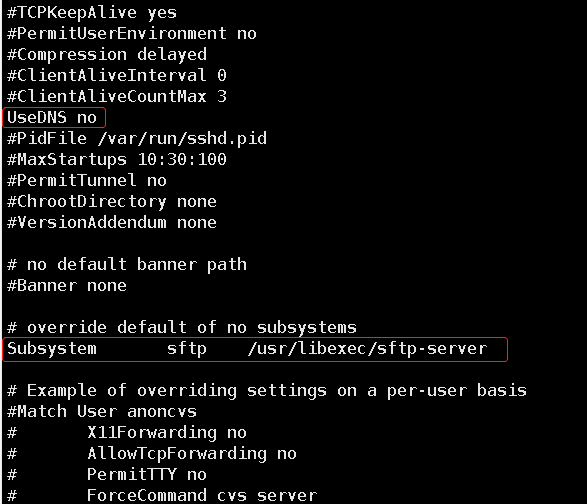 #TCPKeepAlive yes
#PermitUserEnvironment no
#Compression delayed
#ClientAliveInterval 0
#ClientAliveCountMax 3
UseDNS no
#PidFile /var/run/sshd.pid
#MaxStartups 10:30:100
#PermitTunnel no
#ChrootDirectory none
#VersionAddendum none

# no default banner path
#Banner none

# override default of no subsystems
Subsystem       sftp    /usr/libexec/sftp-server

# Example of overriding settings on a per-user basis
#Match User anoncvs
#       X11Forwarding no
#       AllowTcpForwarding no
#       PermitTTY no
#       ForceCommand cvs server